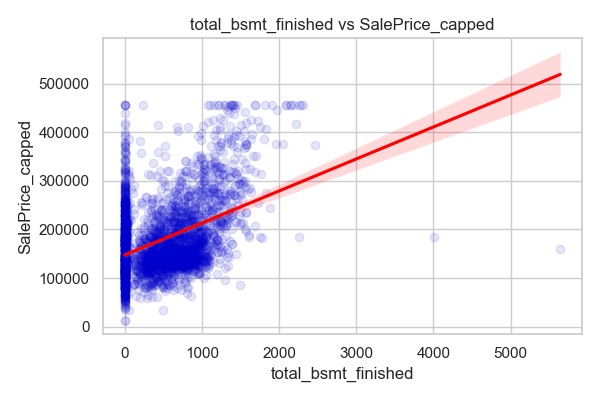 total_bsmt_finished vs SalePrice_capped
500000
400000
300000
200000
100000
0
SalePrice_capped
0 1000 2000 3000 4000 5000
total_bsmt_finished